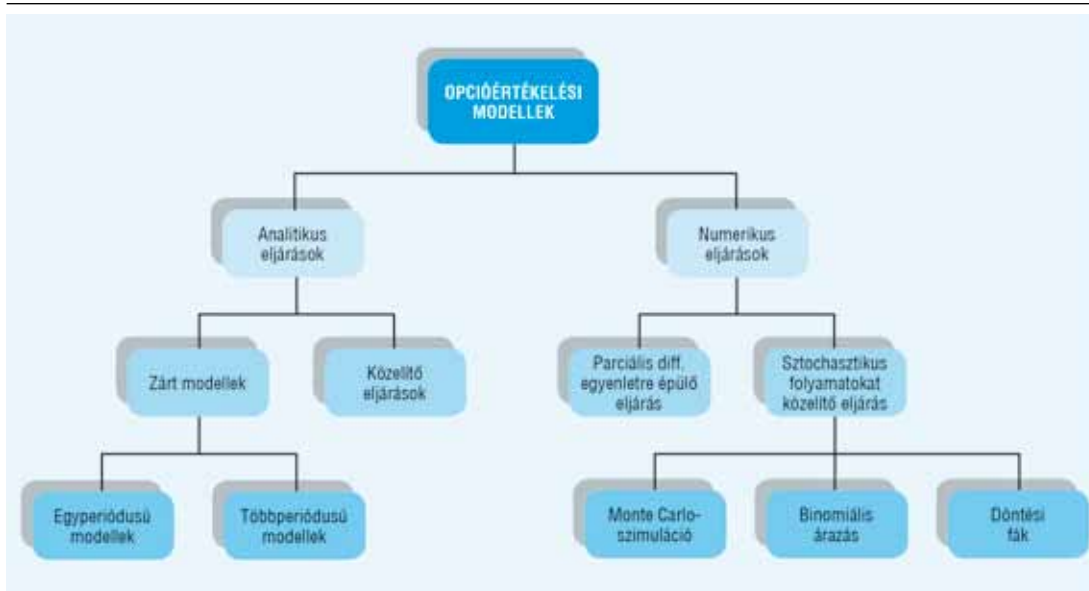 OPCIÓÉRTÉKELÉSI
MODELLEK
Analitikus
eljárások
Numerikus
eljárások
Zárt modellek
Közelítő
eljárások
Parciális diff.
egyenletre épülő
eljárás
Sztochasztikus
folyamatokat
közelítő eljárás
Egyperiódusú
modellek
Többperiódusú
modellek
Monte Carlo-
szimuláció
Binomiális
árazás
Döntési
fák